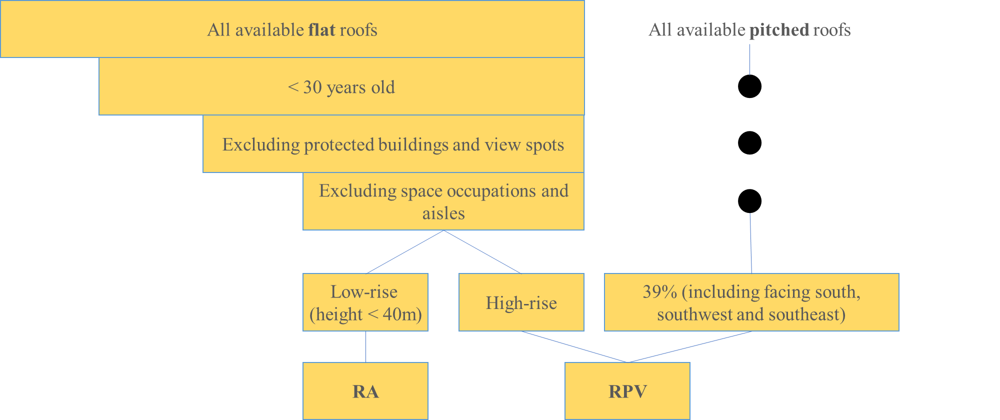 All available flat roofs
All available pitched roofs
< 30 years old
Excluding protected buildings and view spots
Excluding space occupations and
aisles
Low-rise
(height < 40m)
High-rise
39% (including facing south,
southwest and southeast)
RA
RPV